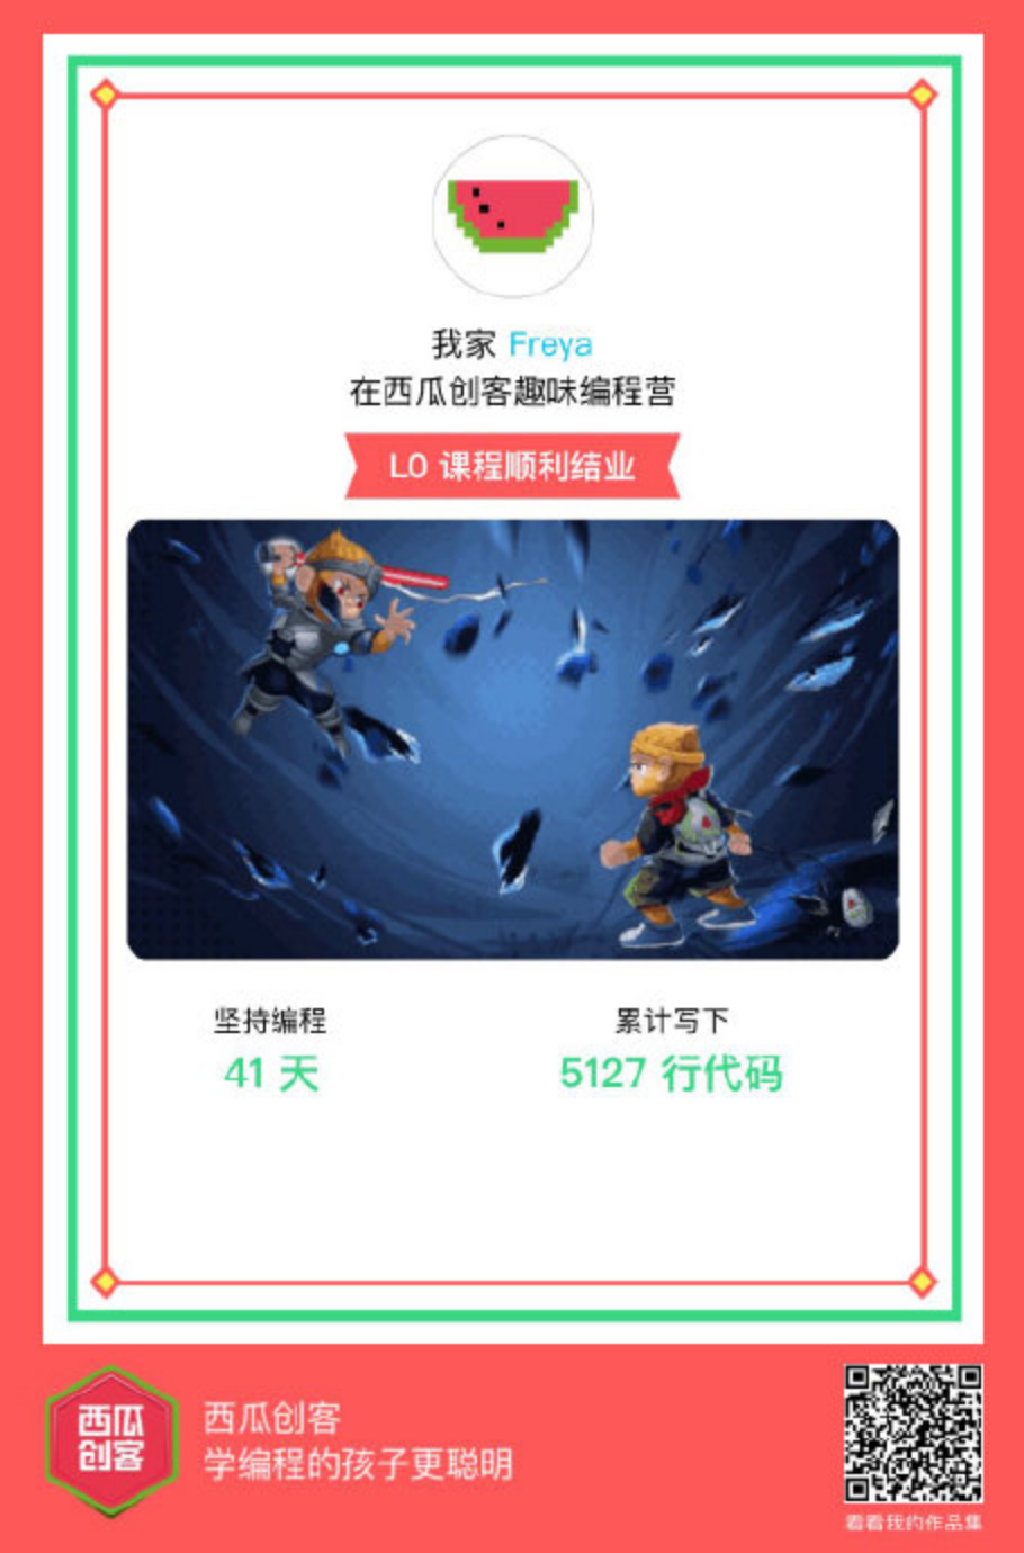 我家 Freya
在西瓜创客趣味编程营
L0 课程顺利结业
坚持编程
41 天
累计写下
5127 行代码
西瓜
创客
西瓜创客
学编程的孩子更聪明
看看我的作品集